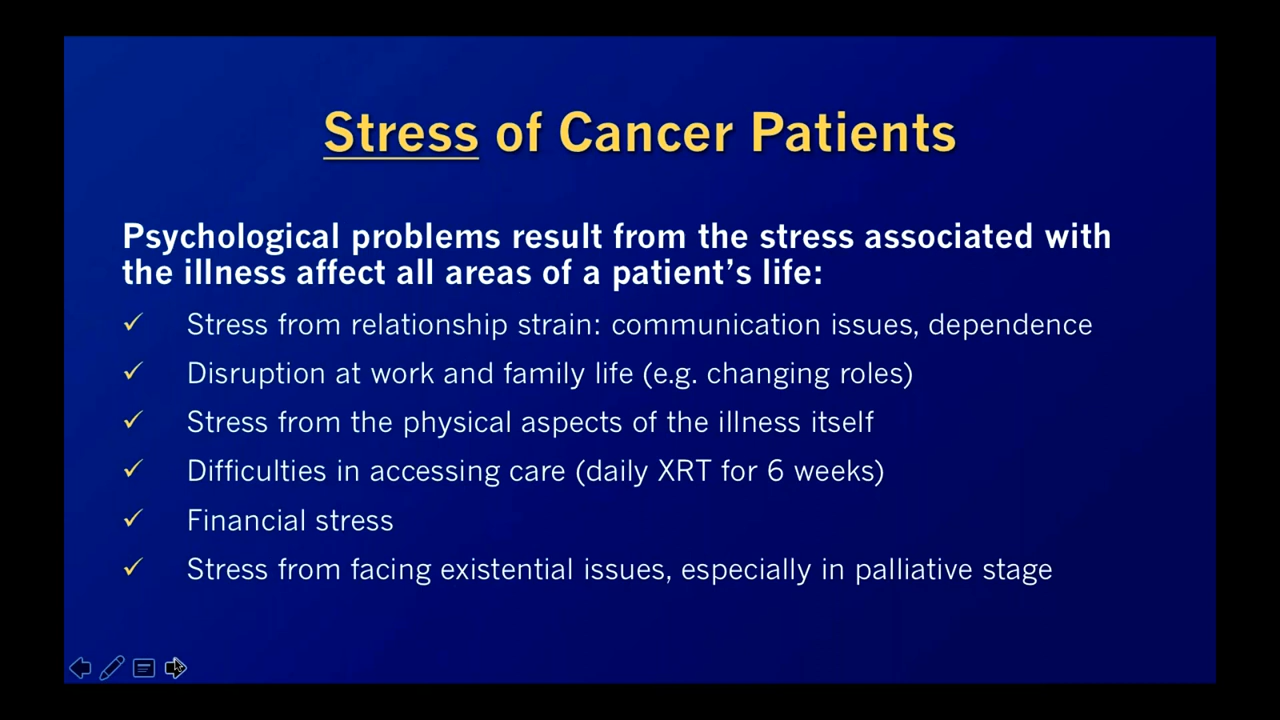 Stress of Cancer Patients
Psychological problems result from the stress associated with
the illness affect all areas of a patient’s life:
✓ Stress from relationship strain: communication issues, dependence
✓ Disruption at work and family life (e.g. changing roles)
✓ Stress from the physical aspects of the illness itself
✓ Difficulties in accessing care (daily XRT for 6 weeks)
✓ Financial stress
✓ Stress from facing existential issues, especially in palliative stage